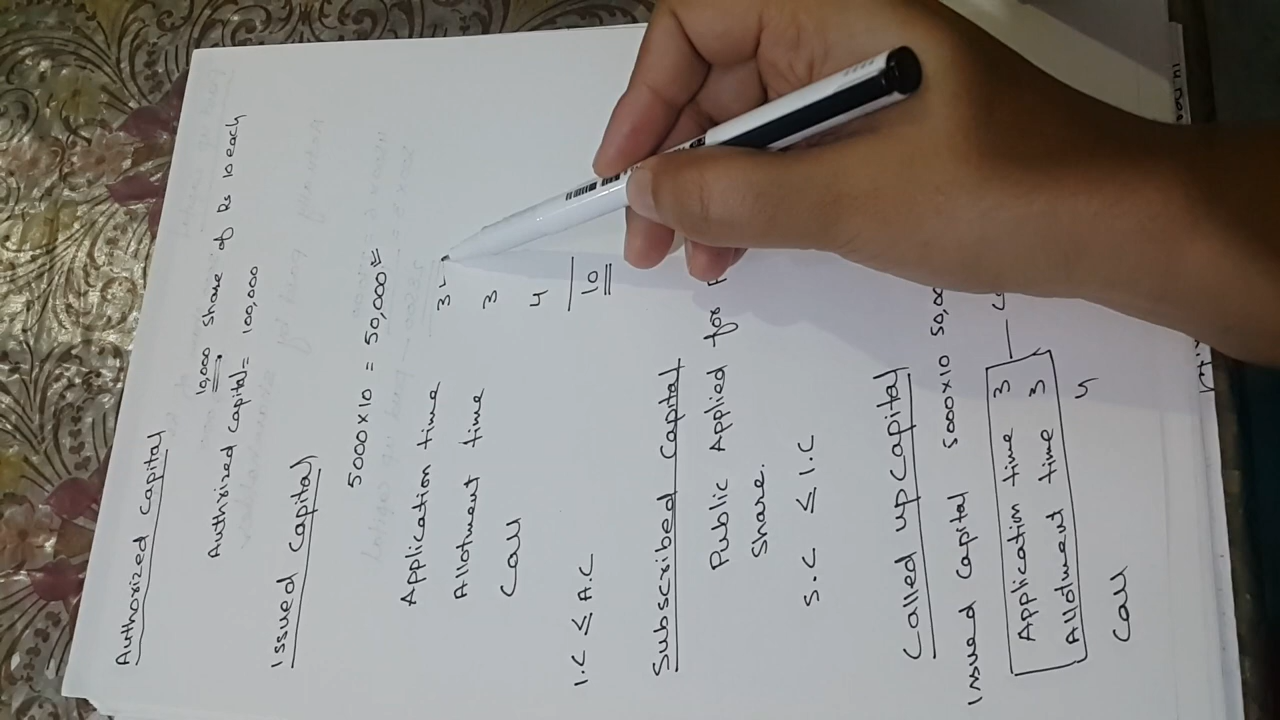 Authorized Capital
10,000 Share of Rs 10 each
Authrized Capital = 100,000
Issued Capital
5000 x 10 = 50,000
Application time 3
Allotment time 3
Call 4
10
I.C ≤ A.C
Subscribed Capital
Public Applied for
Share.
S.C ≤ I.C
Called up Capital
Issued Capital 5000 x 10
Application time 3
Allotment time 3
Call 4